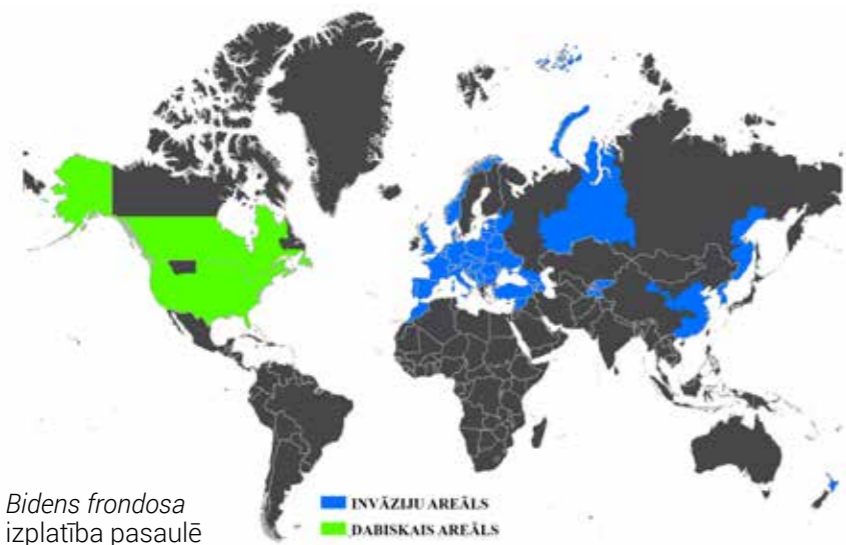 Bidens frondosa
izplatība pasaulē
INVĀZIJU AREĀLS
DABISKAIS AREĀLS